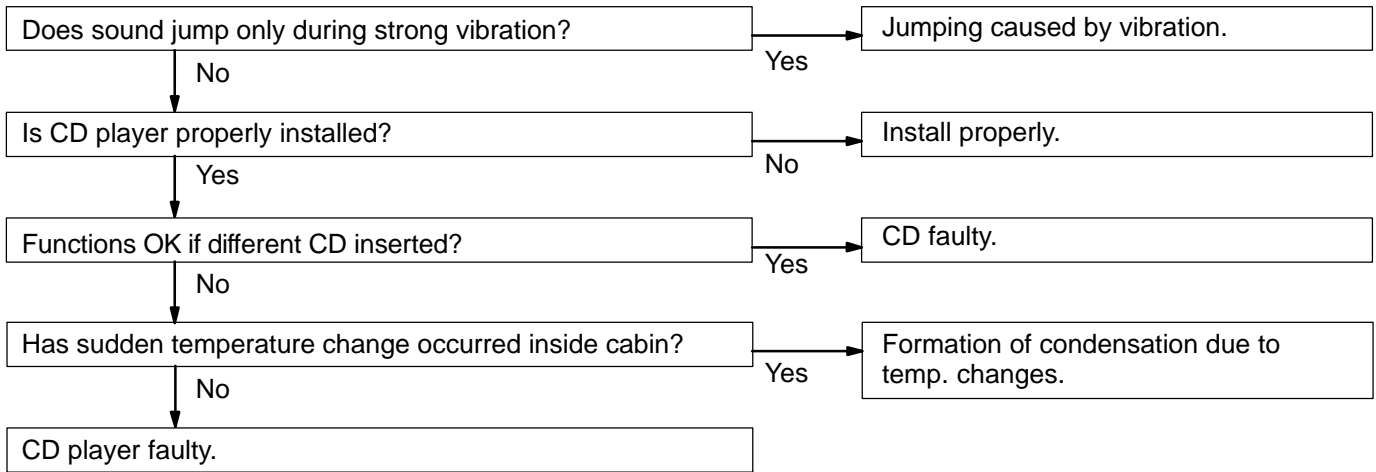 Does sound jump only during strong vibration?
Yes
Jumping caused by vibration.
No
Is CD player properly installed?
No
Install properly.
Yes
Functions OK if different CD inserted?
Yes
CD faulty.
No
Has sudden temperature change occurred inside cabin?
Yes
Formation of condensation due to
temp. changes.
No
CD player faulty.